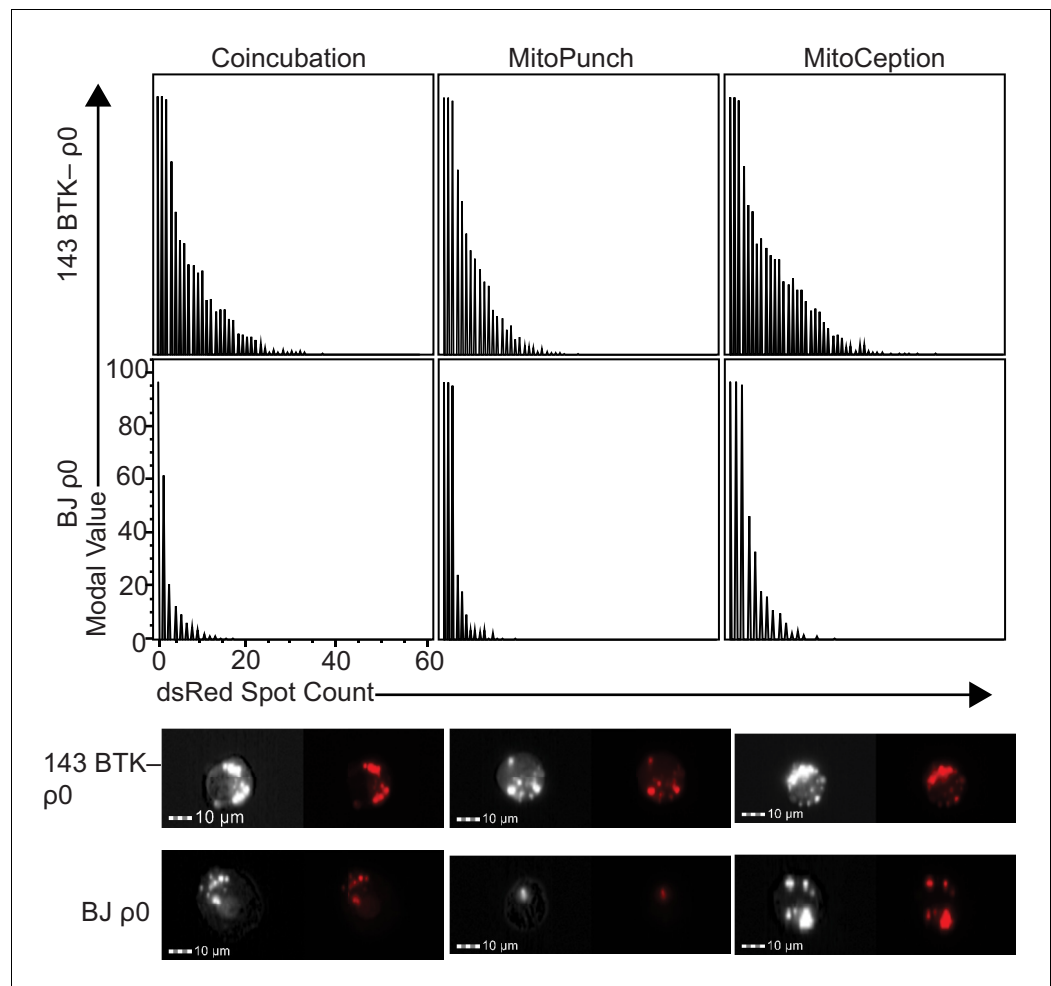 Coincubation MitoPunch MitoCeption
143 BTK– ρ0
BJ ρ0
Modal Value
100
80
60
40
20
0
0 20 40 60
dsRed Spot Count
143 BTK–
ρ0
10 µm 10 µm 10 µm
BJ ρ0
10 µm 10 µm 10 µm